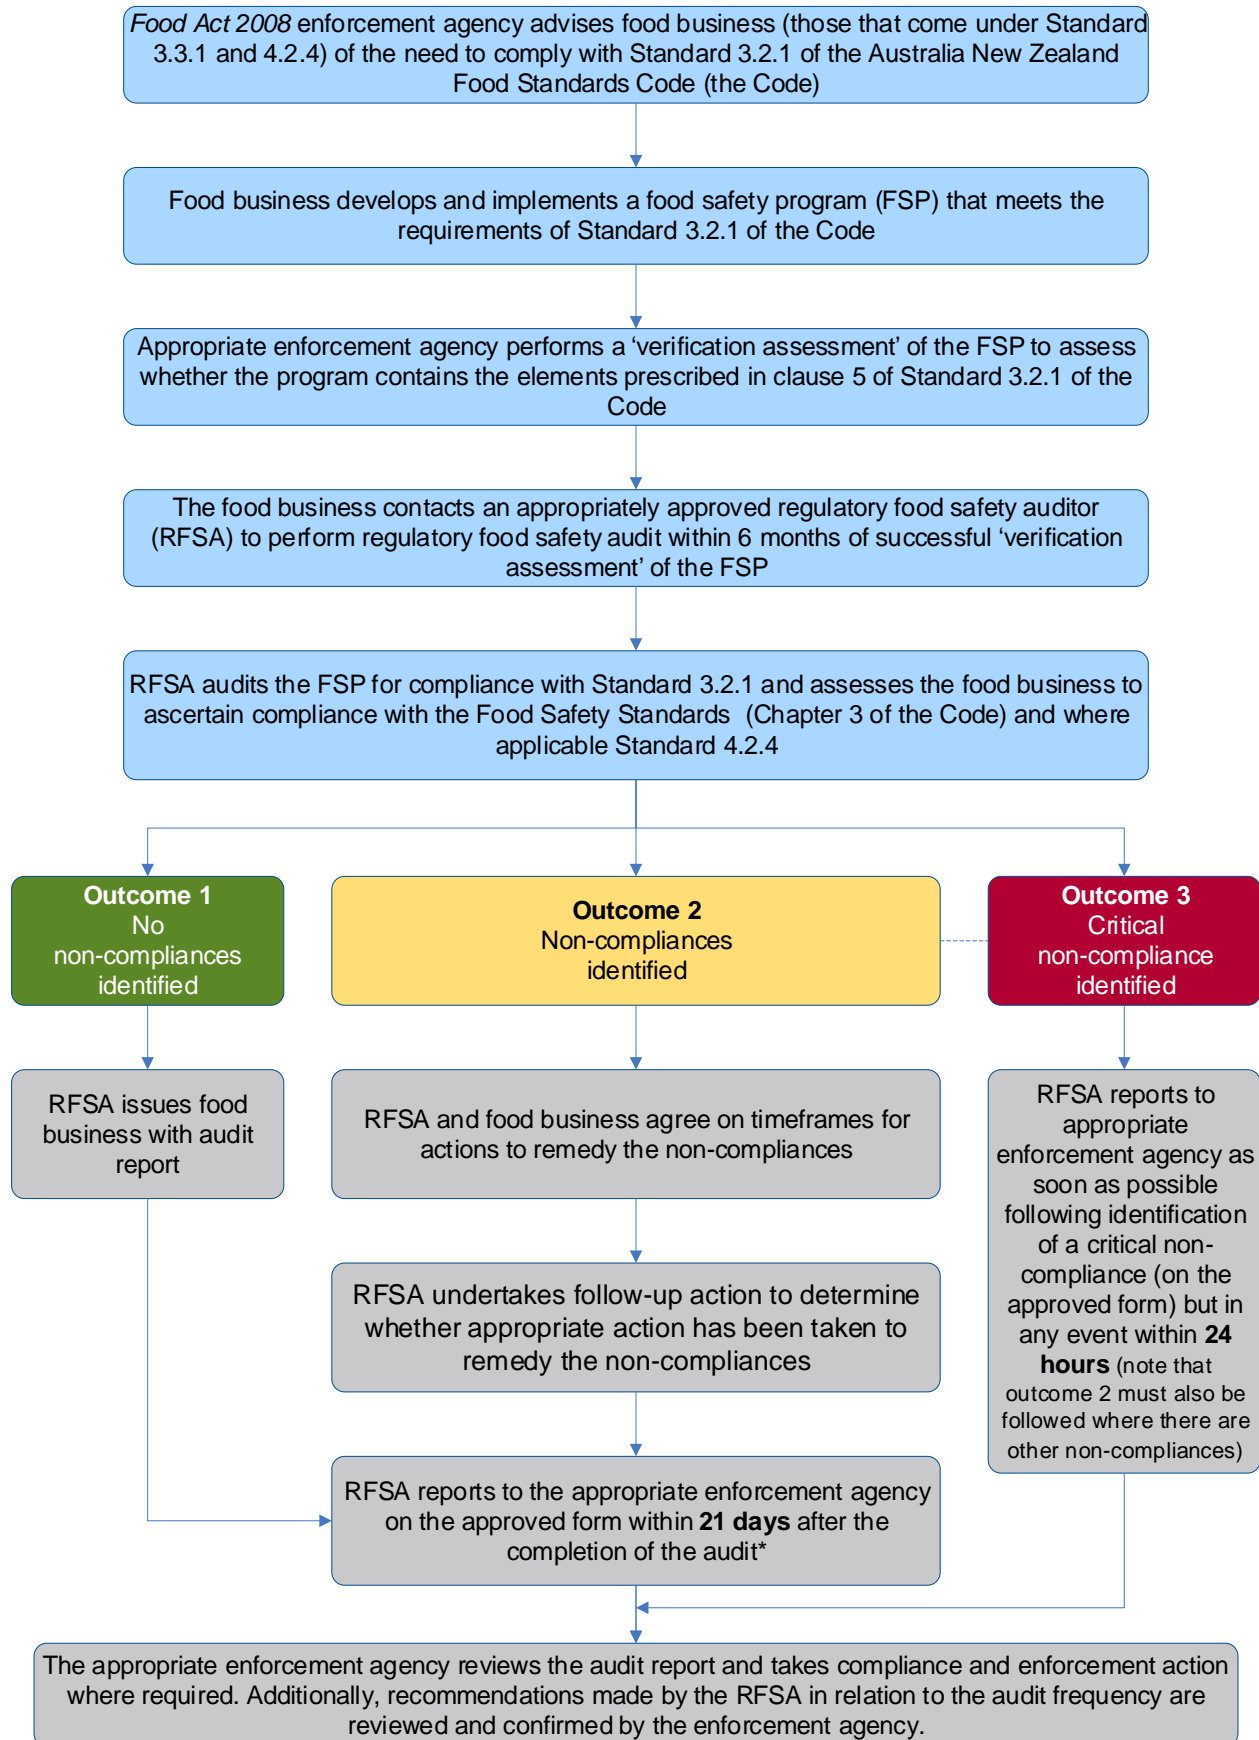 Food Act 2008 enforcement agency advises food business (those that come under Standard
3.3.1 and 4.2.4) of the need to comply with Standard 3.2.1 of the Australia New Zealand
Food Standards Code (the Code)
Food business develops and implements a food safety program (FSP) that meets the
requirements of Standard 3.2.1 of the Code
Appropriate enforcement agency performs a ‘verification assessment’ of the FSP to assess
whether the program contains the elements prescribed in clause 5 of Standard 3.2.1 of the
Code
The food business contacts an appropriately approved regulatory food safety auditor
(RFSA) to perform regulatory food safety audit within 6 months of successful ‘verification
assessment’ of the FSP
RFSA audits the FSP for compliance with Standard 3.2.1 and assesses the food business to
ascertain compliance with the Food Safety Standards (Chapter 3 of the Code) and where
applicable Standard 4.2.4
Outcome 1
No
non-compliances
identified
Outcome 2
Non-compliances
identified
Outcome 3
Critical
non-compliance
identified
RFSA issues food
business with audit
report
RFSA and food business agree on timeframes for
actions to remedy the non-compliances
RFSA reports to
appropriate
enforcement agency as
soon as possible
following identification
of a critical non-
compliance (on the
approved form) but in
any event within 24
hours (note that
outcome 2 must also be
followed where there are
other non-compliances)
RFSA undertakes follow-up action to determine
whether appropriate action has been taken to
remedy the non-compliances
RFSA reports to the appropriate enforcement agency
on the approved form within 21 days after the
completion of the audit*
The appropriate enforcement agency reviews the audit report and takes compliance and enforcement action
where required. Additionally, recommendations made by the RFSA in relation to the audit frequency are
reviewed and confirmed by the enforcement agency.